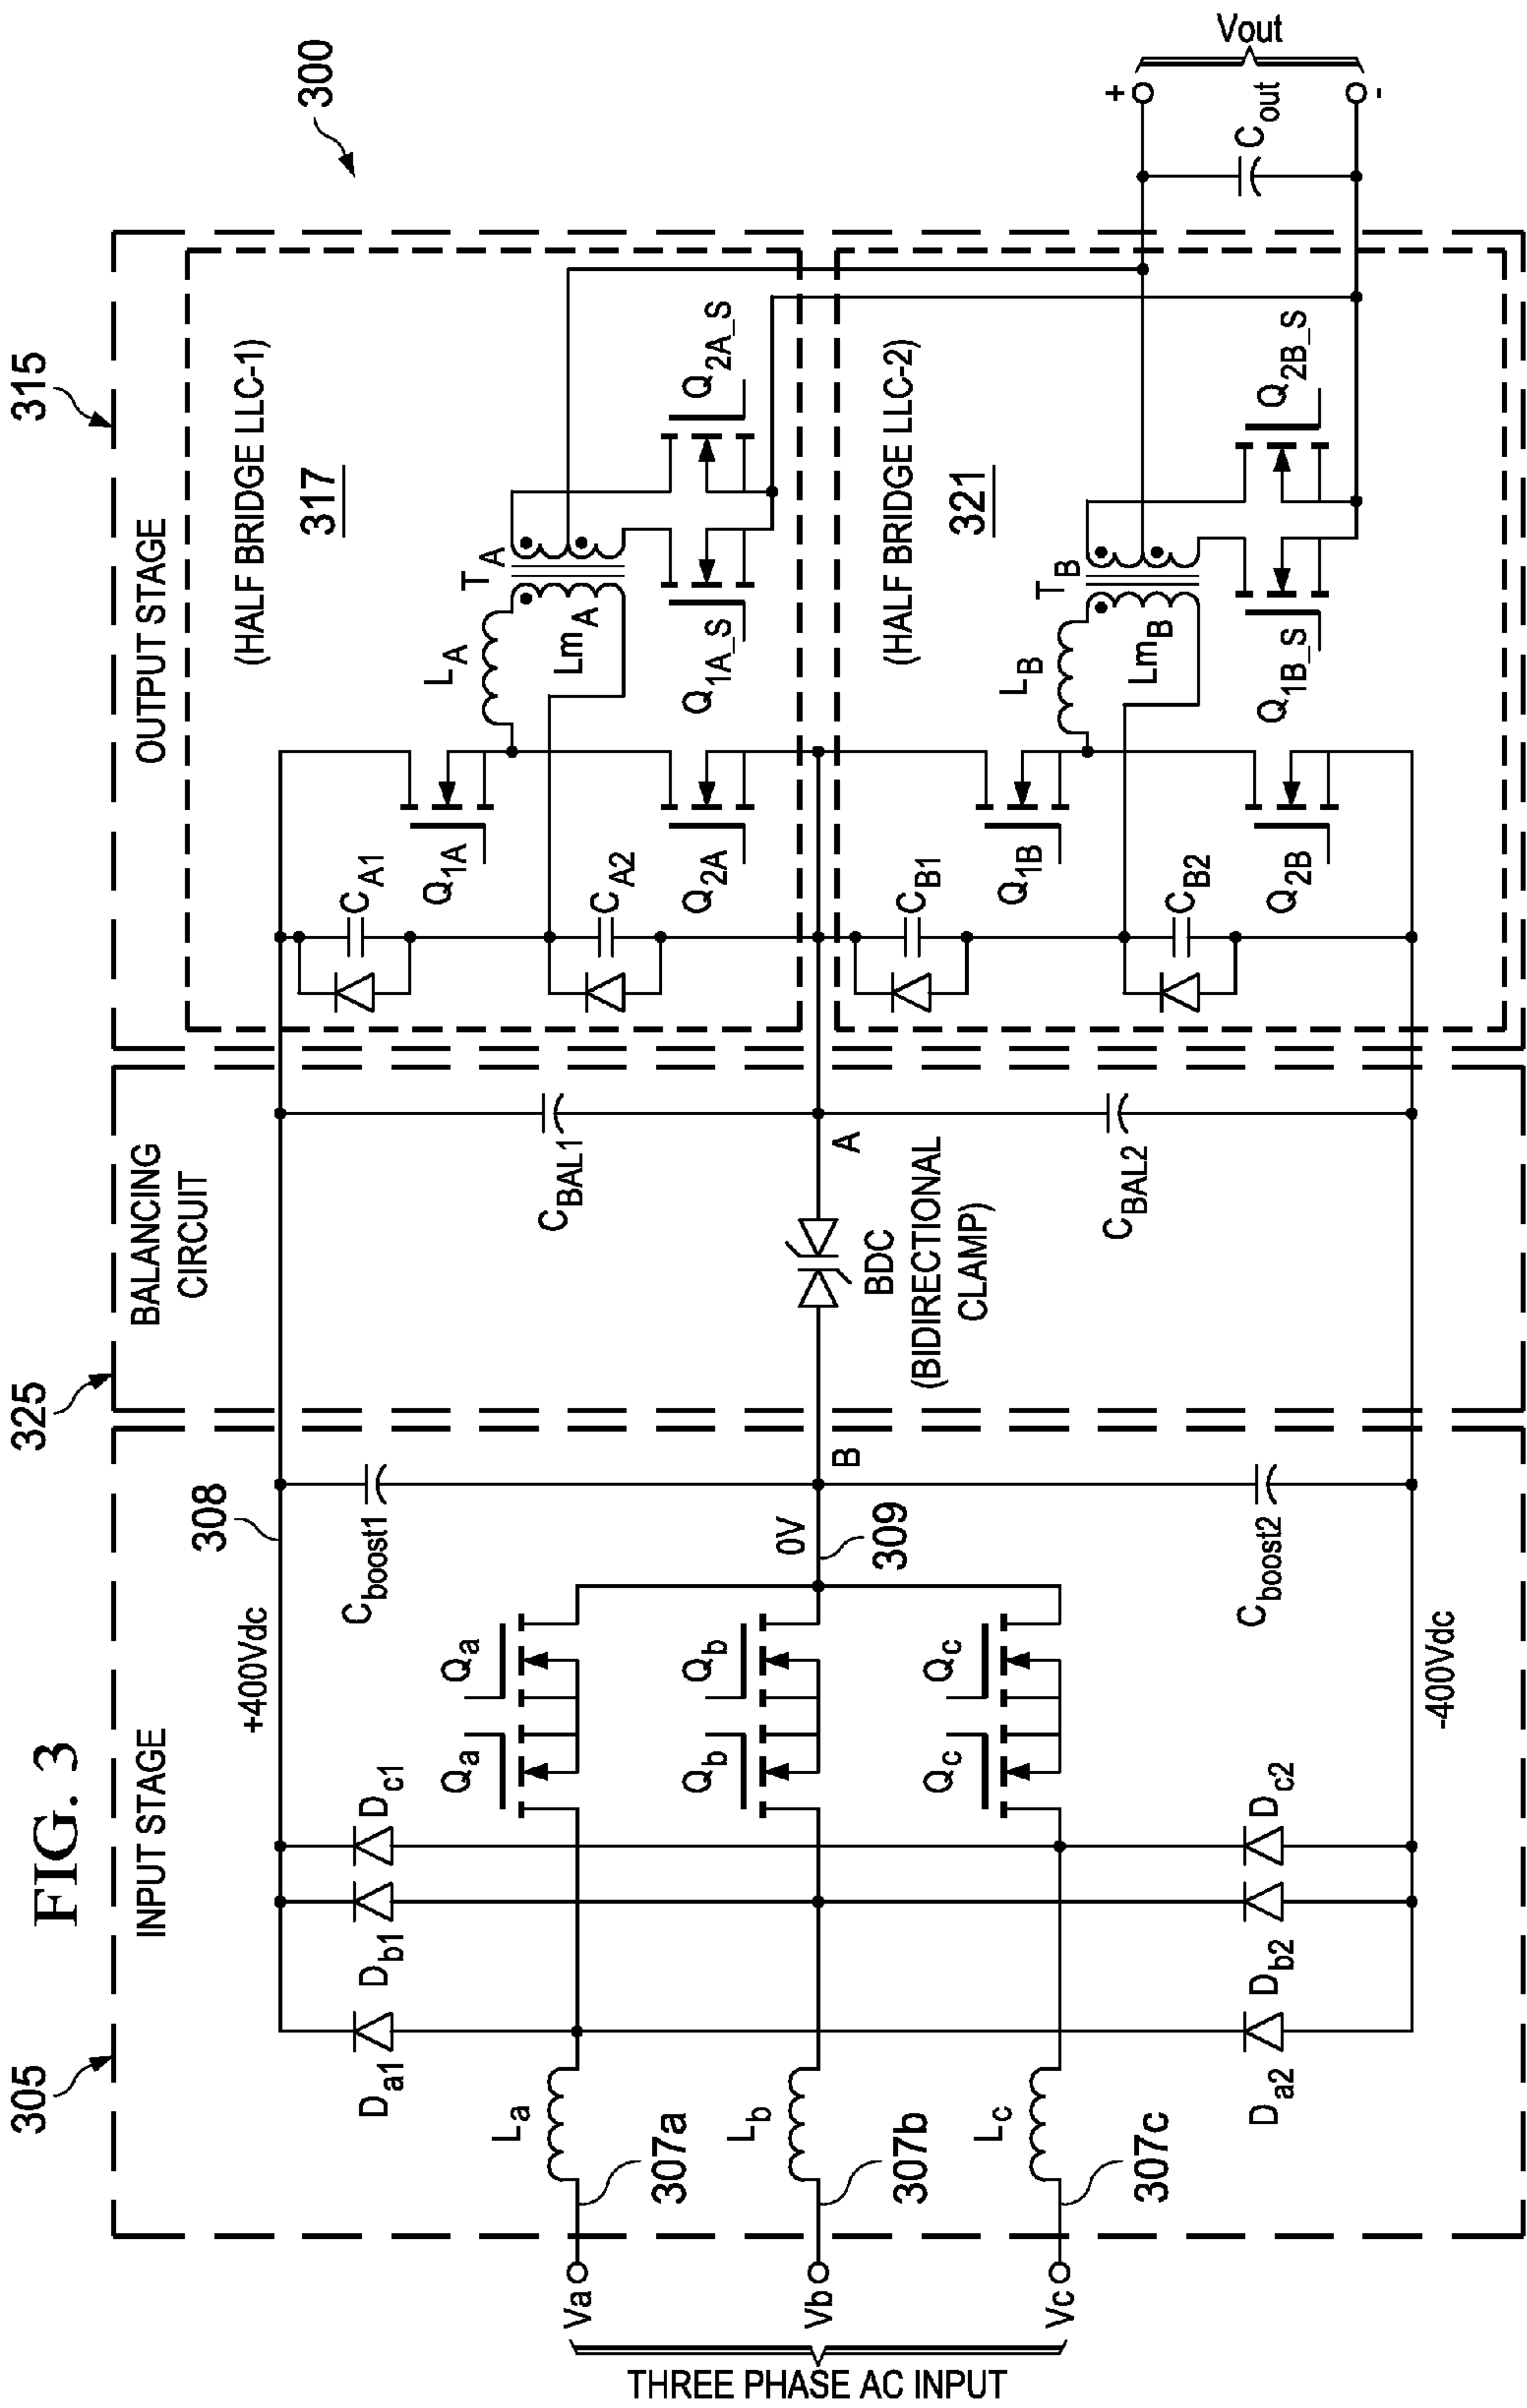 FIG. 3
300
305
INPUT STAGE
325
BALANCING
CIRCUIT
315
OUTPUT STAGE
THREE PHASE AC INPUT
Va
Vb
Vc
307a
307b
307c
La
Lb
Lc
Da1
Db1
Dc1
Da2
Db2
Dc2
+400Vdc
308
-400Vdc
Qa
Qa
Qb
Qb
Qc
Qc
0V
309
Cboost1
Cboost2
B
BDC
(BIDIRECTIONAL
CLAMP)
A
CBAL1
CBAL2
(HALF BRIDGE LLC-1)
317
CA1
CA2
Q1A
Q2A
LA
TA
LmA
Q1A_S
Q2A_S
(HALF BRIDGE LLC-2)
321
CB1
CB2
Q1B
Q2B
LB
TB
LmB
Q1B_S
Q2B_S
+
Cout
-
Vout